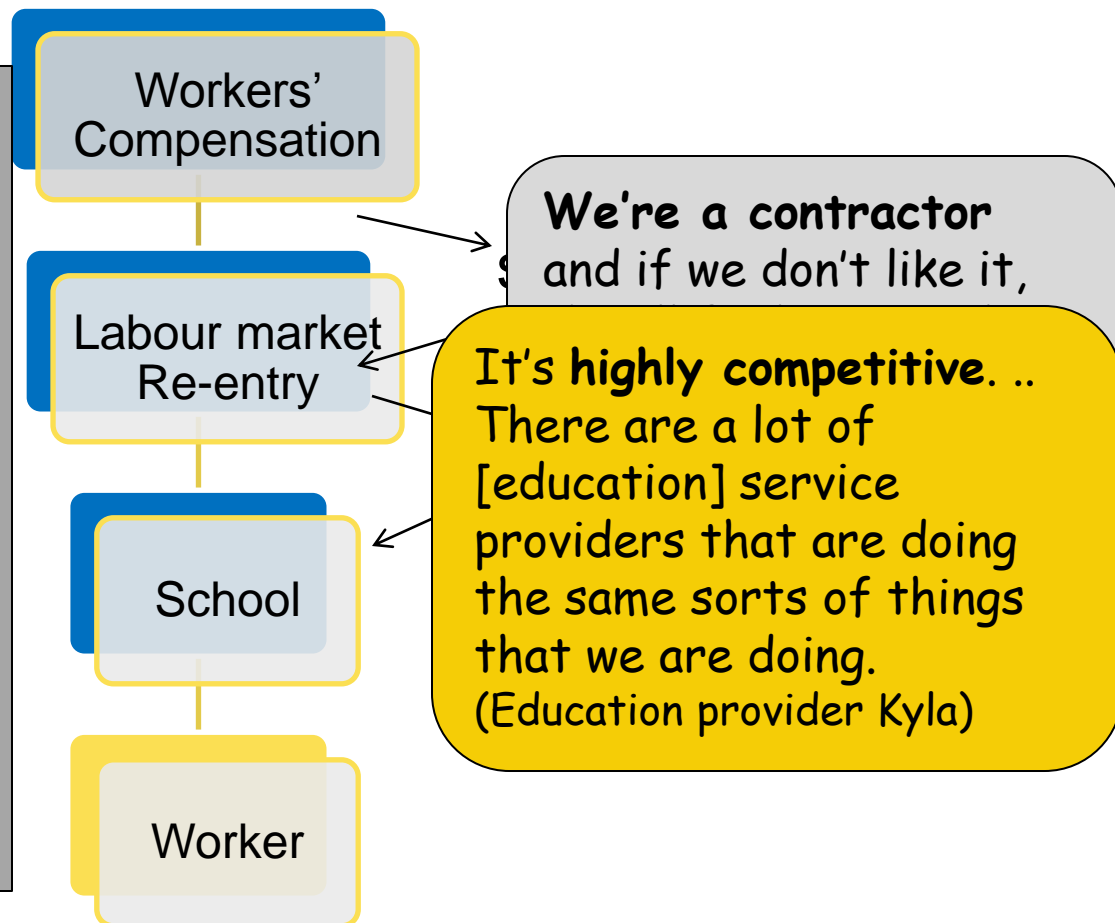 Workers'
Compensation
Labour market
Re-entry
School
Worker
We're a contractor
and if we don't like it,
It's highly competitive. ..
There are a lot of
[education] service
providers that are doing
the same sorts of things
that we are doing.
(Education provider Kyla)